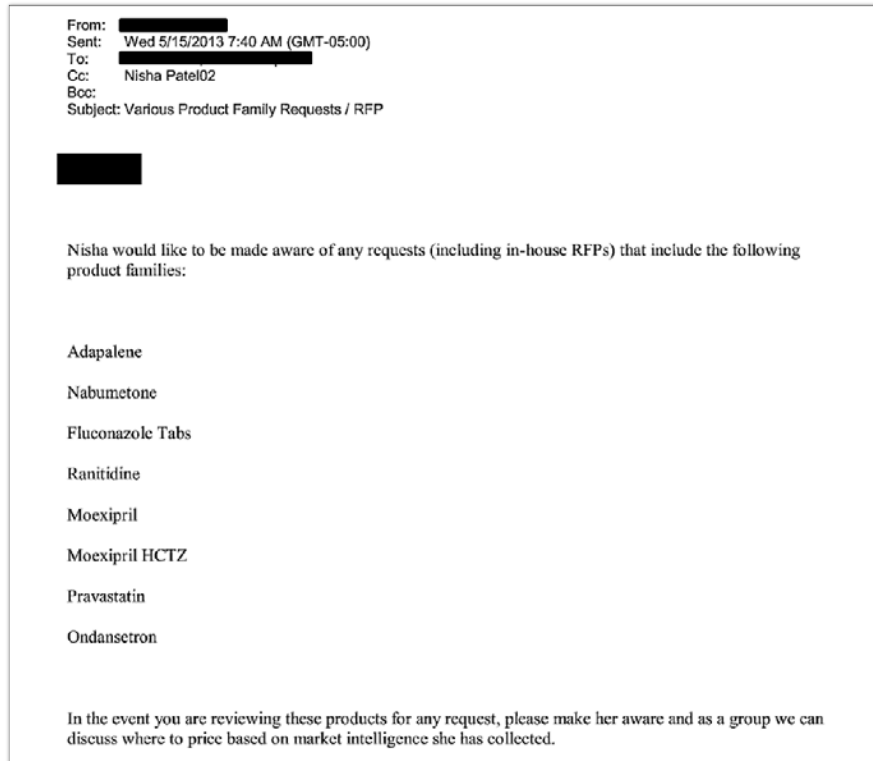 From:
Sent: Wed 5/15/2013 7:40 AM (GMT-05:00)
To:
Cc: Nisha Patel02
Bcc:
Subject: Various Product Family Requests / RFP
Nisha would like to be made aware of any requests (including in-house RFPs) that include the following
product families:
Adapalene
Nabumetone
Fluconazole Tabs
Ranitidine
Moexipril
Moexipril HCTZ
Pravastatin
Ondansetron
In the event you are reviewing these products for any request, please make her aware and as a group we can
discuss where to price based on market intelligence she has collected.